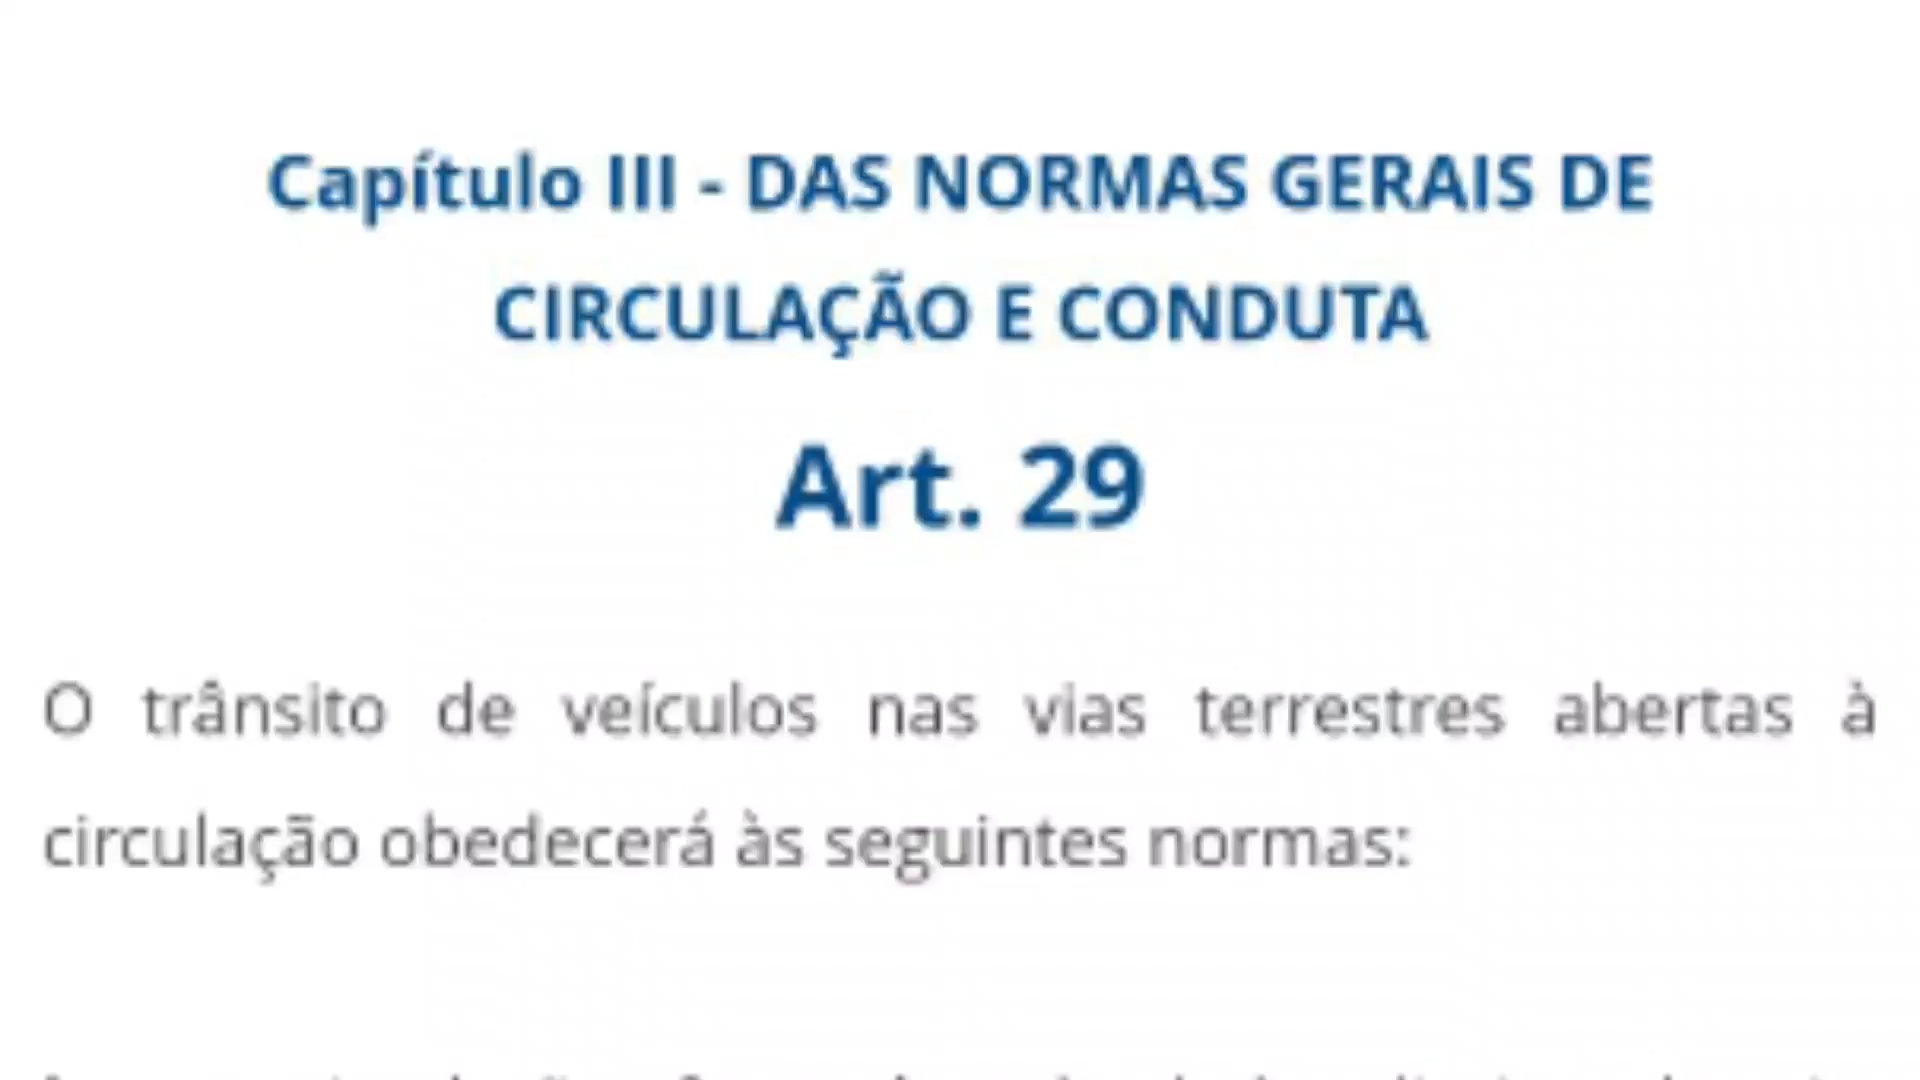 Capítulo III - DAS NORMAS GERAIS DE
CIRCULAÇÃO E CONDUTA
Art. 29
O trânsito de veículos nas vias terrestres abertas à
circulação obedecerá às seguintes normas: